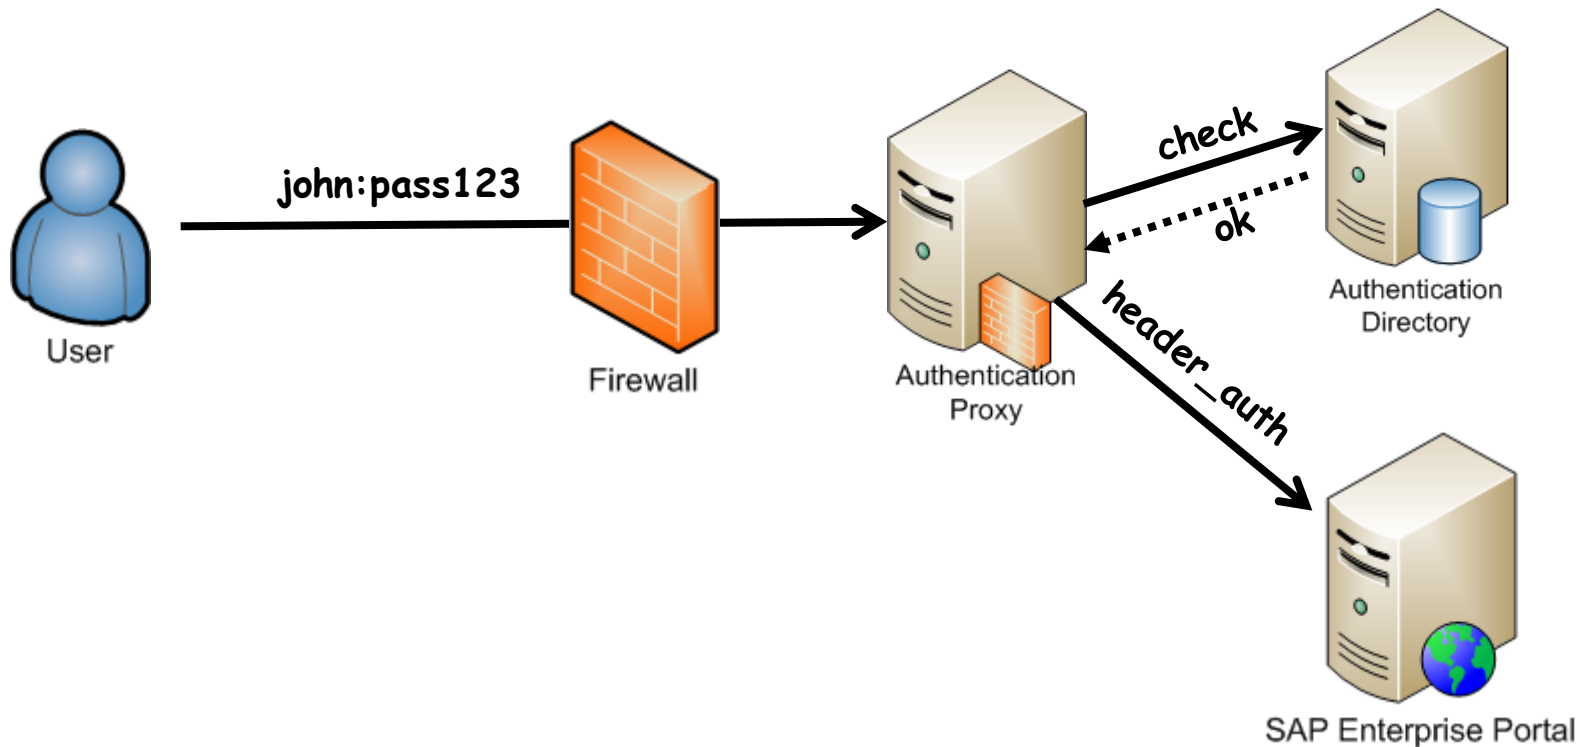 john:pass123
User
Firewall
Authentication
Proxy
check
ok
Authentication
Directory
header_auth
SAP Enterprise Portal